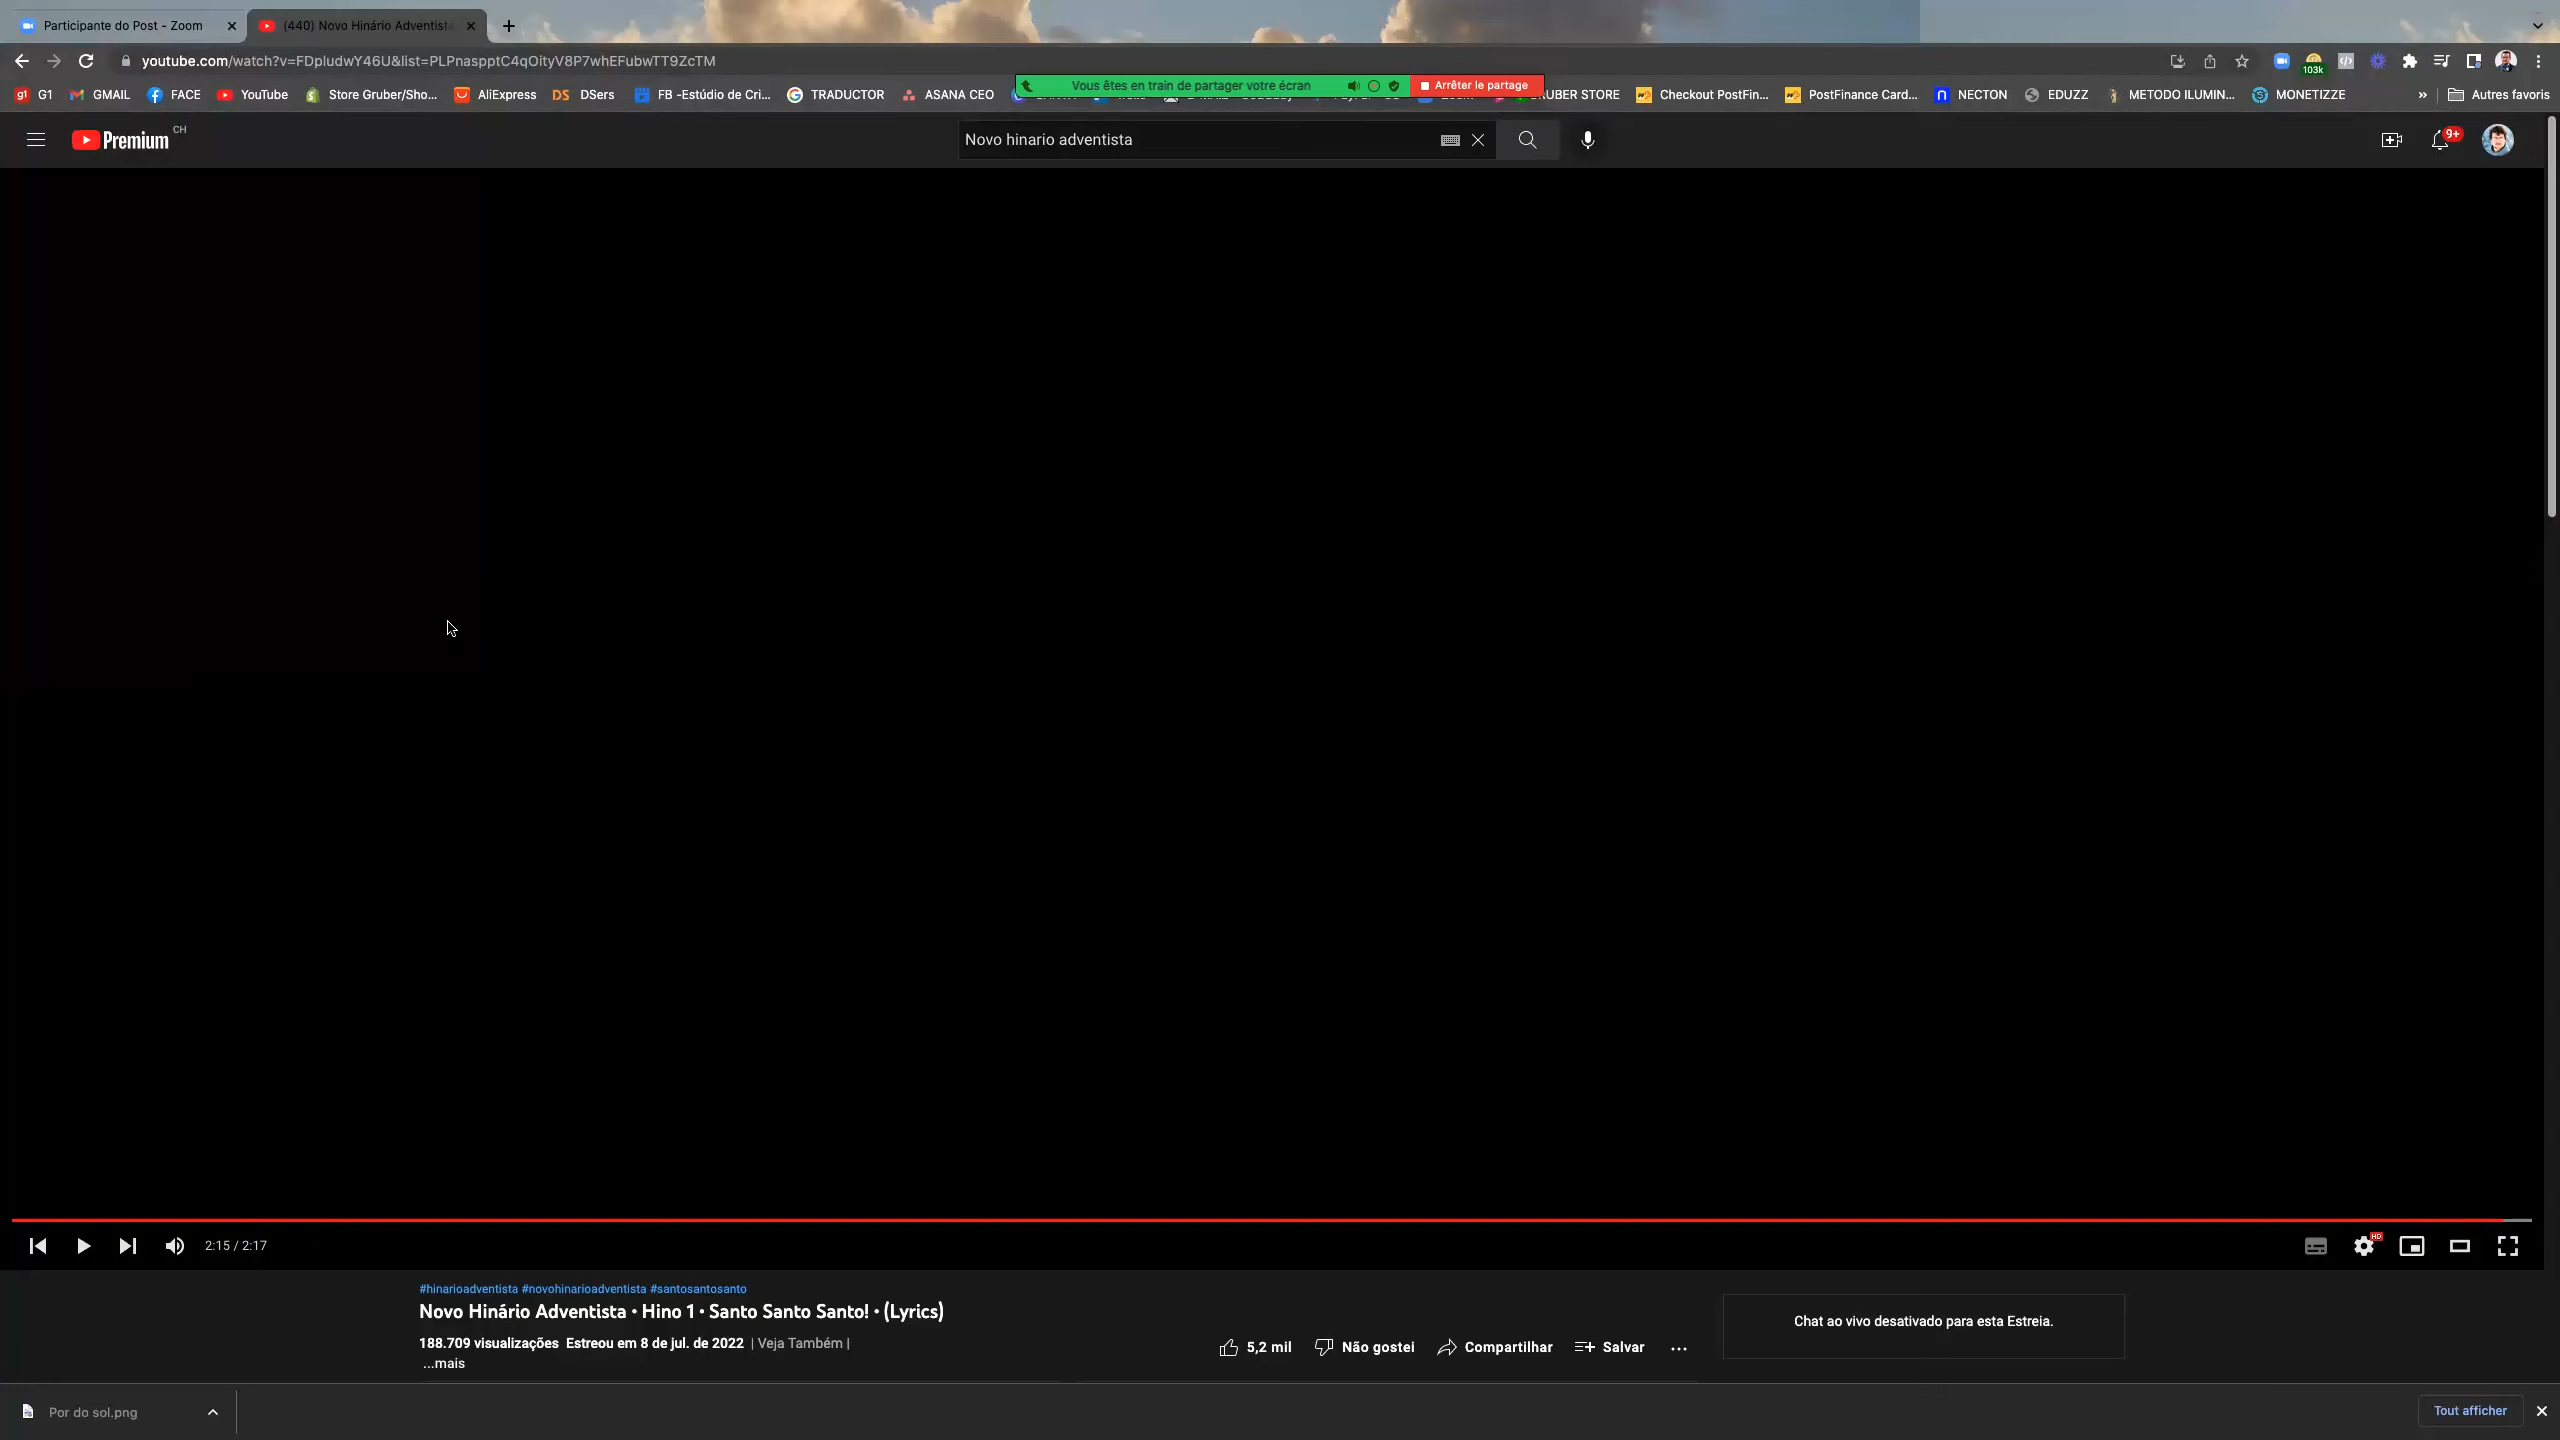 Participante do Post - Zoom
(440) Novo Hinário Adventista
youtube.com/watch?v=FDpludwY46U&list=PLPnaspptC4qOityV8P7whEFubwTT9ZcTM
103k
Vous êtes en train de partager votre écran
Arrêter le partage
G1 GMAIL FACE YouTube Store Gruber/Sho... AliExpress DSers FB -Estúdio de Cri... TRADUCTOR ASANA CEO GRUBER STORE Checkout PostFin... PostFinance Card... NECTON EDUZZ METODO ILUMIN... MONETIZZE » Autres favoris
Premium CH
Novo hinario adventista
9+
2:15 / 2:17
HD
#hinarioadventista #novohinarioadventista #santosantosanto
Novo Hinário Adventista • Hino 1 • Santo Santo Santo! • (Lyrics)
188.709 visualizações Estreou em 8 de jul. de 2022 | Veja Também |
...mais
5,2 mil Não gostei Compartilhar Salvar
Chat ao vivo desativado para esta Estreia.
Por do sol.png
Tout afficher